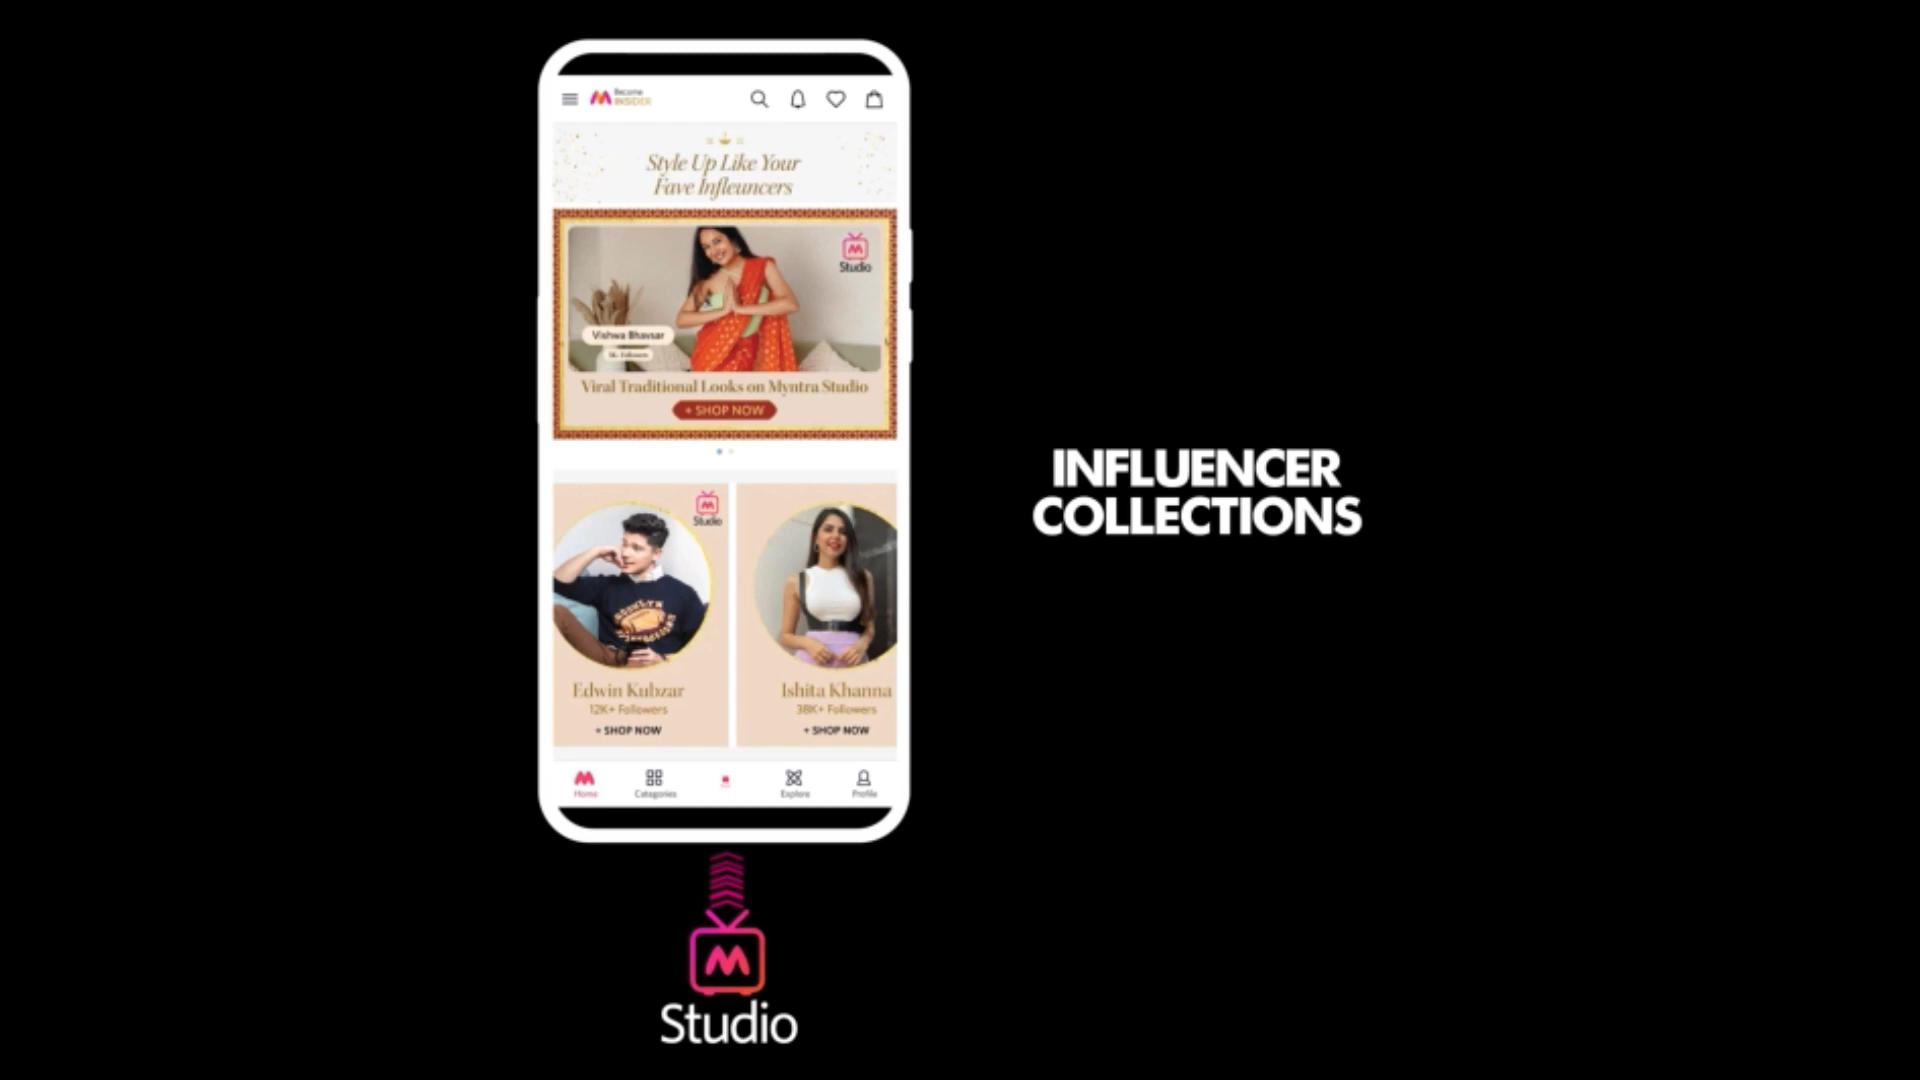 Become
INSIDER
Style Up Like Your
Fave Infleuncers
Studio
Vishwa Bhavsar
Followers
Viral Traditional Looks on Myntra Studio
+ SHOP NOW
Studio
BROOKLYN
Edwin Kubzar
12K+ Followers
+ SHOP NOW
Ishita Khanna
38K+ Followers
+ SHOP NOW
Home
Categories
Explore
Profile
INFLUENCER
COLLECTIONS
Studio